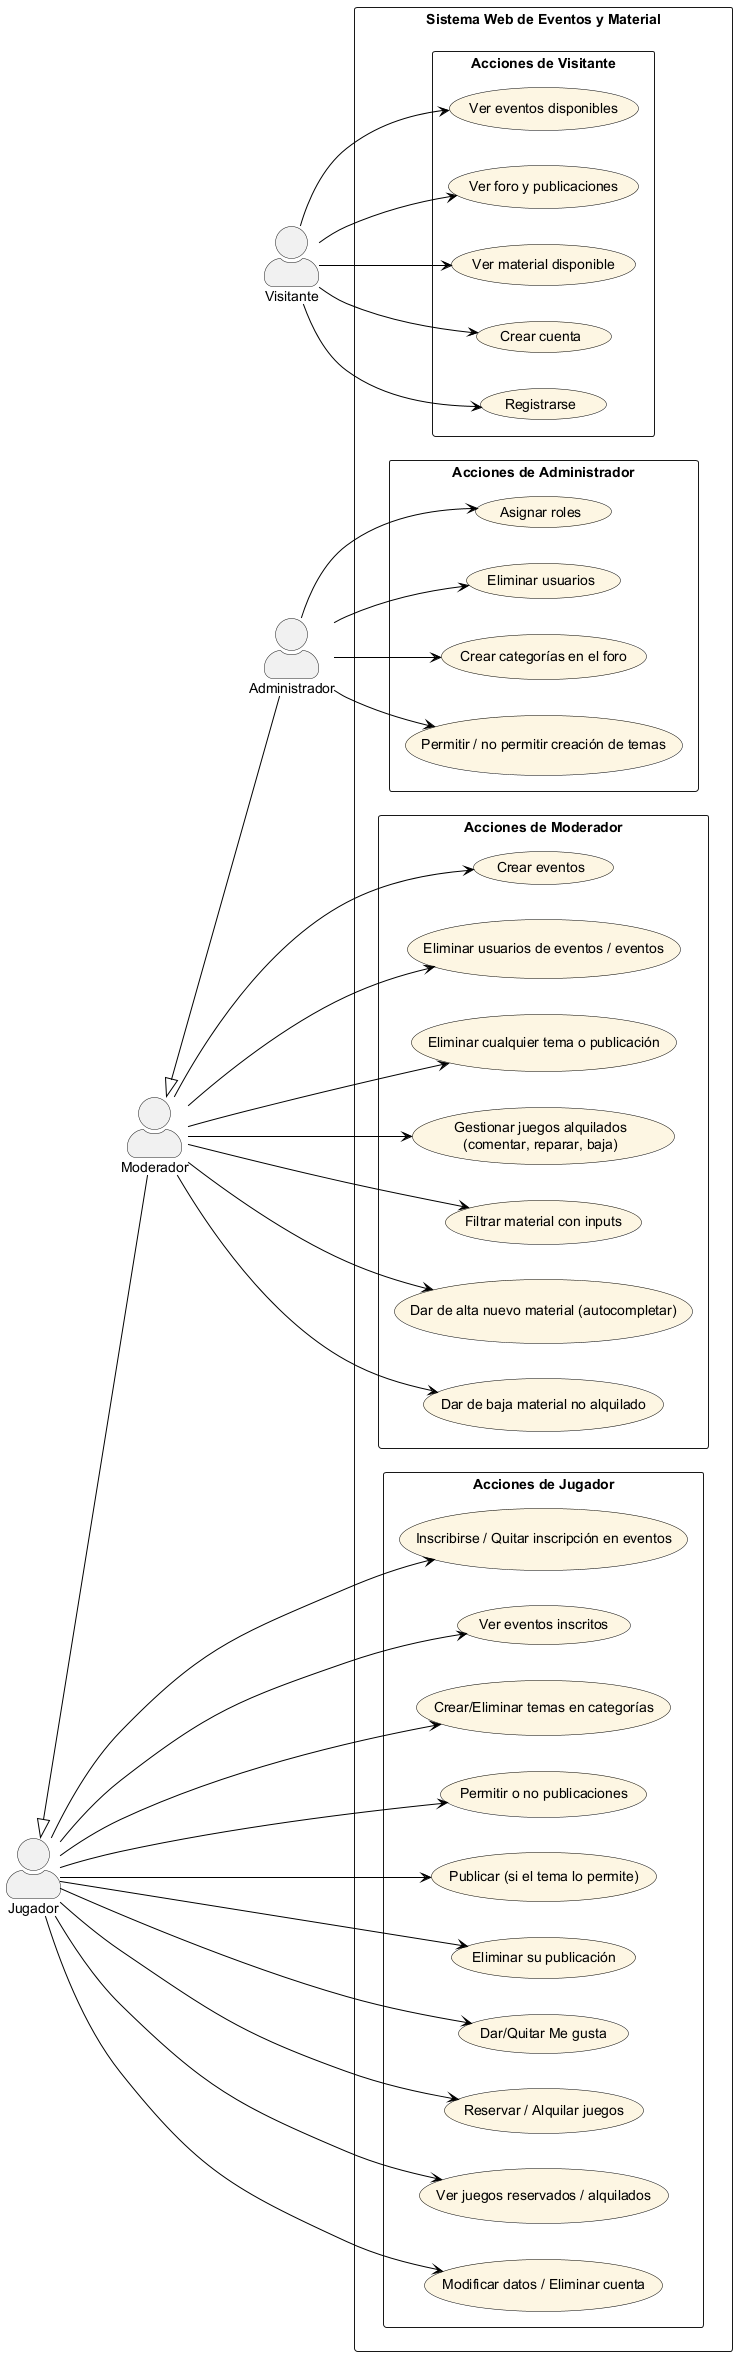 Sistema Web de Eventos y Material
Acciones de Visitante
Ver eventos disponibles
Ver foro y publicaciones
Ver material disponible
Crear cuenta
Registrarse
Visitante
Acciones de Administrador
Asignar roles
Eliminar usuarios
Crear categorías en el foro
Permitir / no permitir creación de temas
Administrador
Acciones de Moderador
Crear eventos
Eliminar usuarios de eventos / eventos
Eliminar cualquier tema o publicación
Gestionar juegos alquilados
(comentar, reparar, baja)
Filtrar material con inputs
Dar de alta nuevo material (autocompletar)
Dar de baja material no alquilado
Moderador
Acciones de Jugador
Inscribirse / Quitar inscripción en eventos
Ver eventos inscritos
Crear/Eliminar temas en categorías
Permitir o no publicaciones
Publicar (si el tema lo permite)
Eliminar su publicación
Dar/Quitar Me gusta
Reservar / Alquilar juegos
Ver juegos reservados / alquilados
Modificar datos / Eliminar cuenta
Jugador